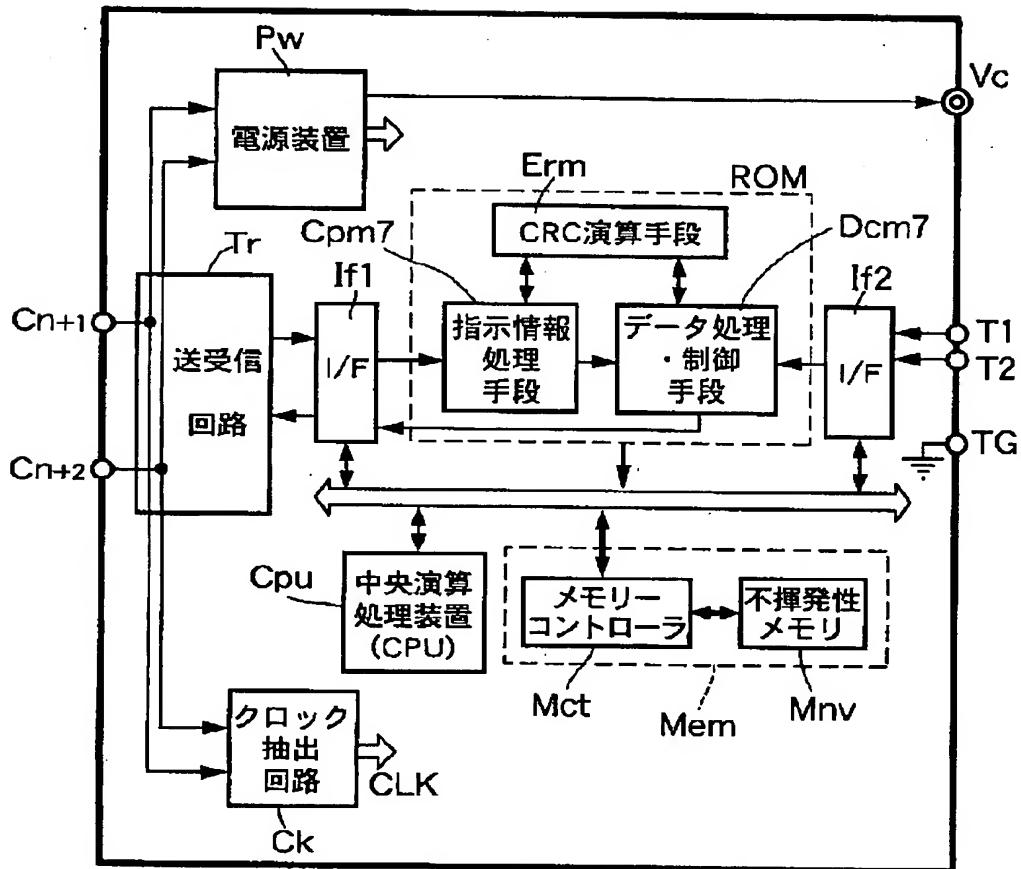 Pw
Vc
電源装置
Erm
ROM
CRC演算手段
Cpm7
Dcm7
Tr
If1
If2
Cn+1
指示情報
処理
手段
データ処理
・制御
手段
T1
T2
送受信
回路
I/F
I/F
TG
Cn+2
Cpu
中央演算
処理装置
(CPU)
メモリー
コントローラ
不揮発性
メモリ
Mct
Mem
Mnv
クロック
抽出
回路
CLK
Ck